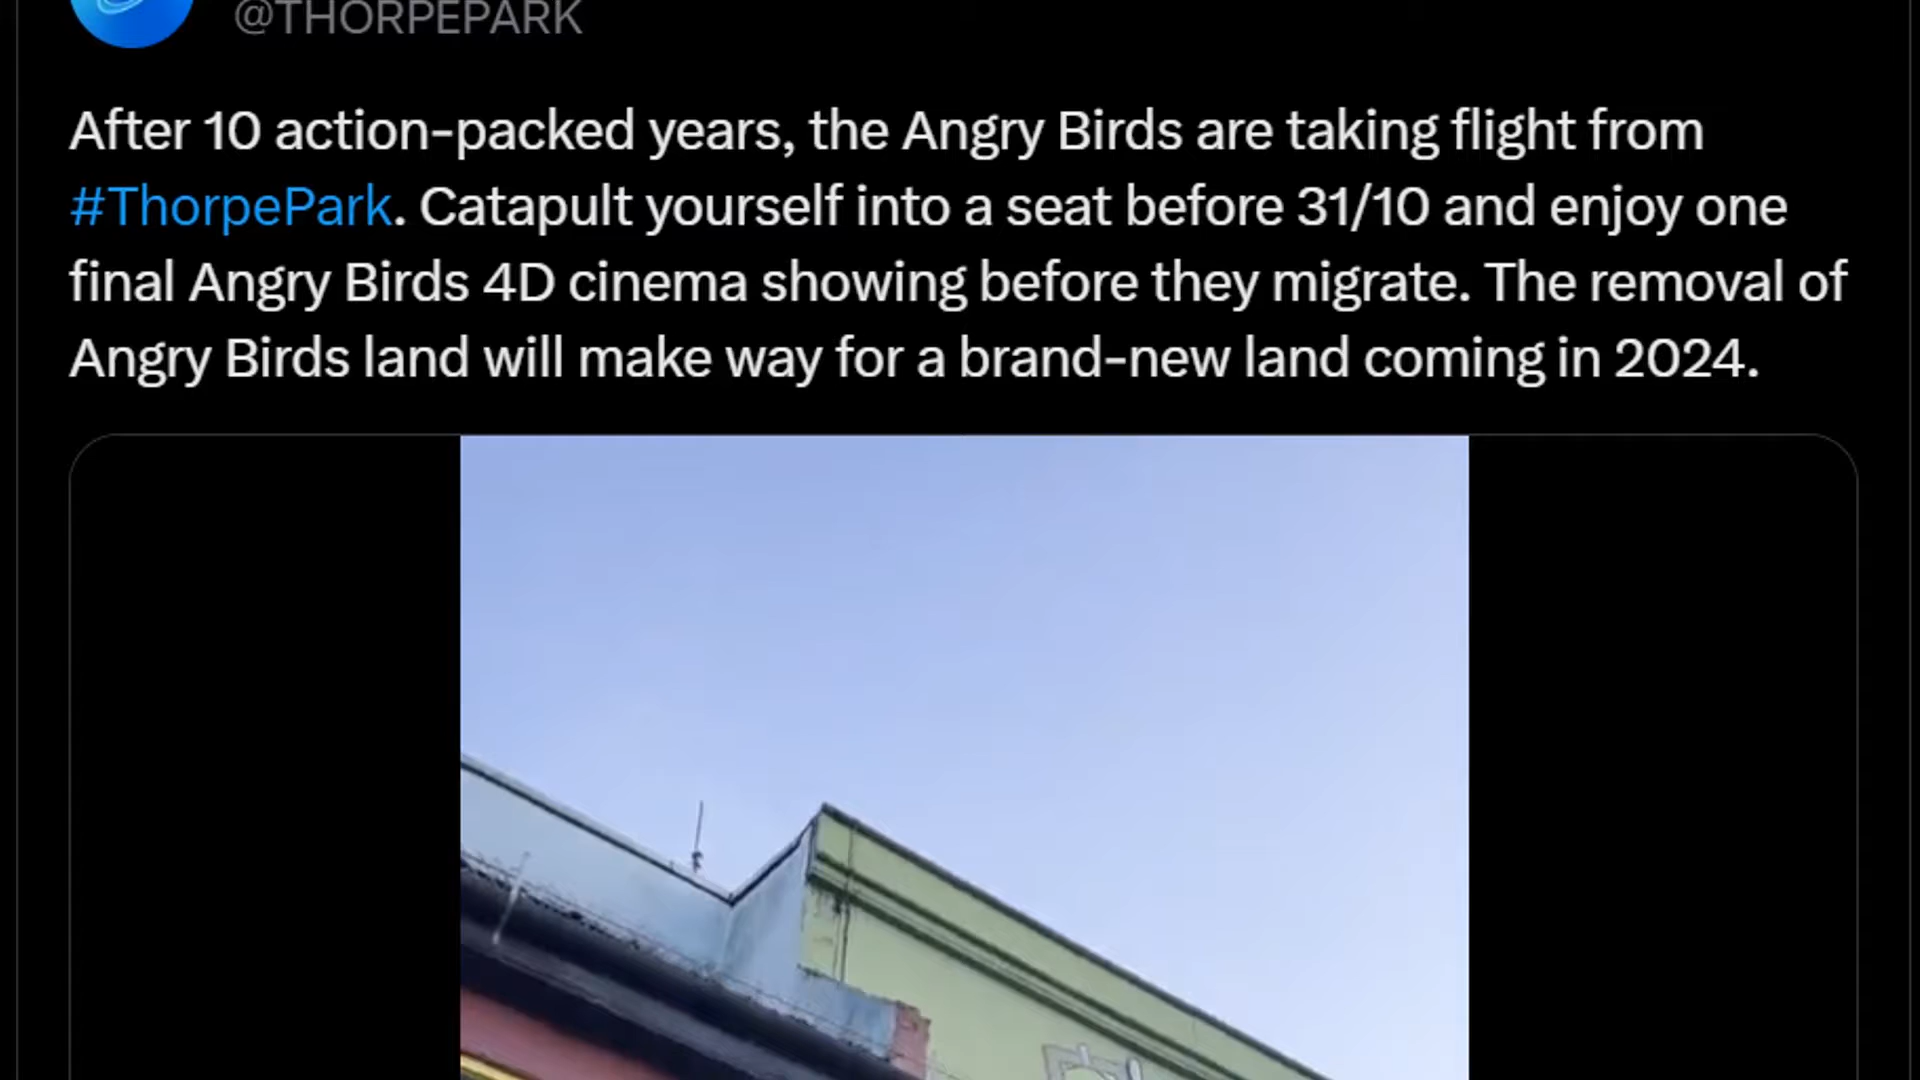 @THORPEPARK
After 10 action-packed years, the Angry Birds are taking flight from
#ThorpePark. Catapult yourself into a seat before 31/10 and enjoy one
final Angry Birds 4D cinema showing before they migrate. The removal of
Angry Birds land will make way for a brand-new land coming in 2024.